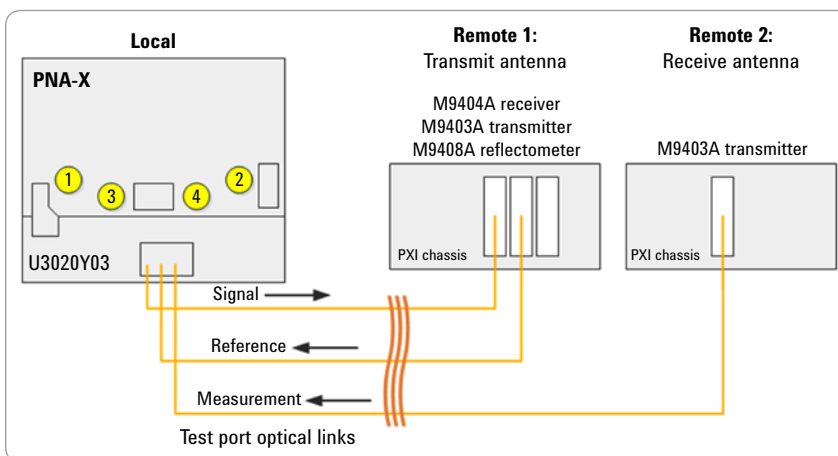 Local
PNA-X
1
3
4
2
U3020Y03
Remote 1:
Transmit antenna
M9404A receiver
M9403A transmitter
M9408A reflectometer
PXI chassis
Remote 2:
Receive antenna
M9403A transmitter
PXI chassis
Signal
Reference
Measurement
Test port optical links